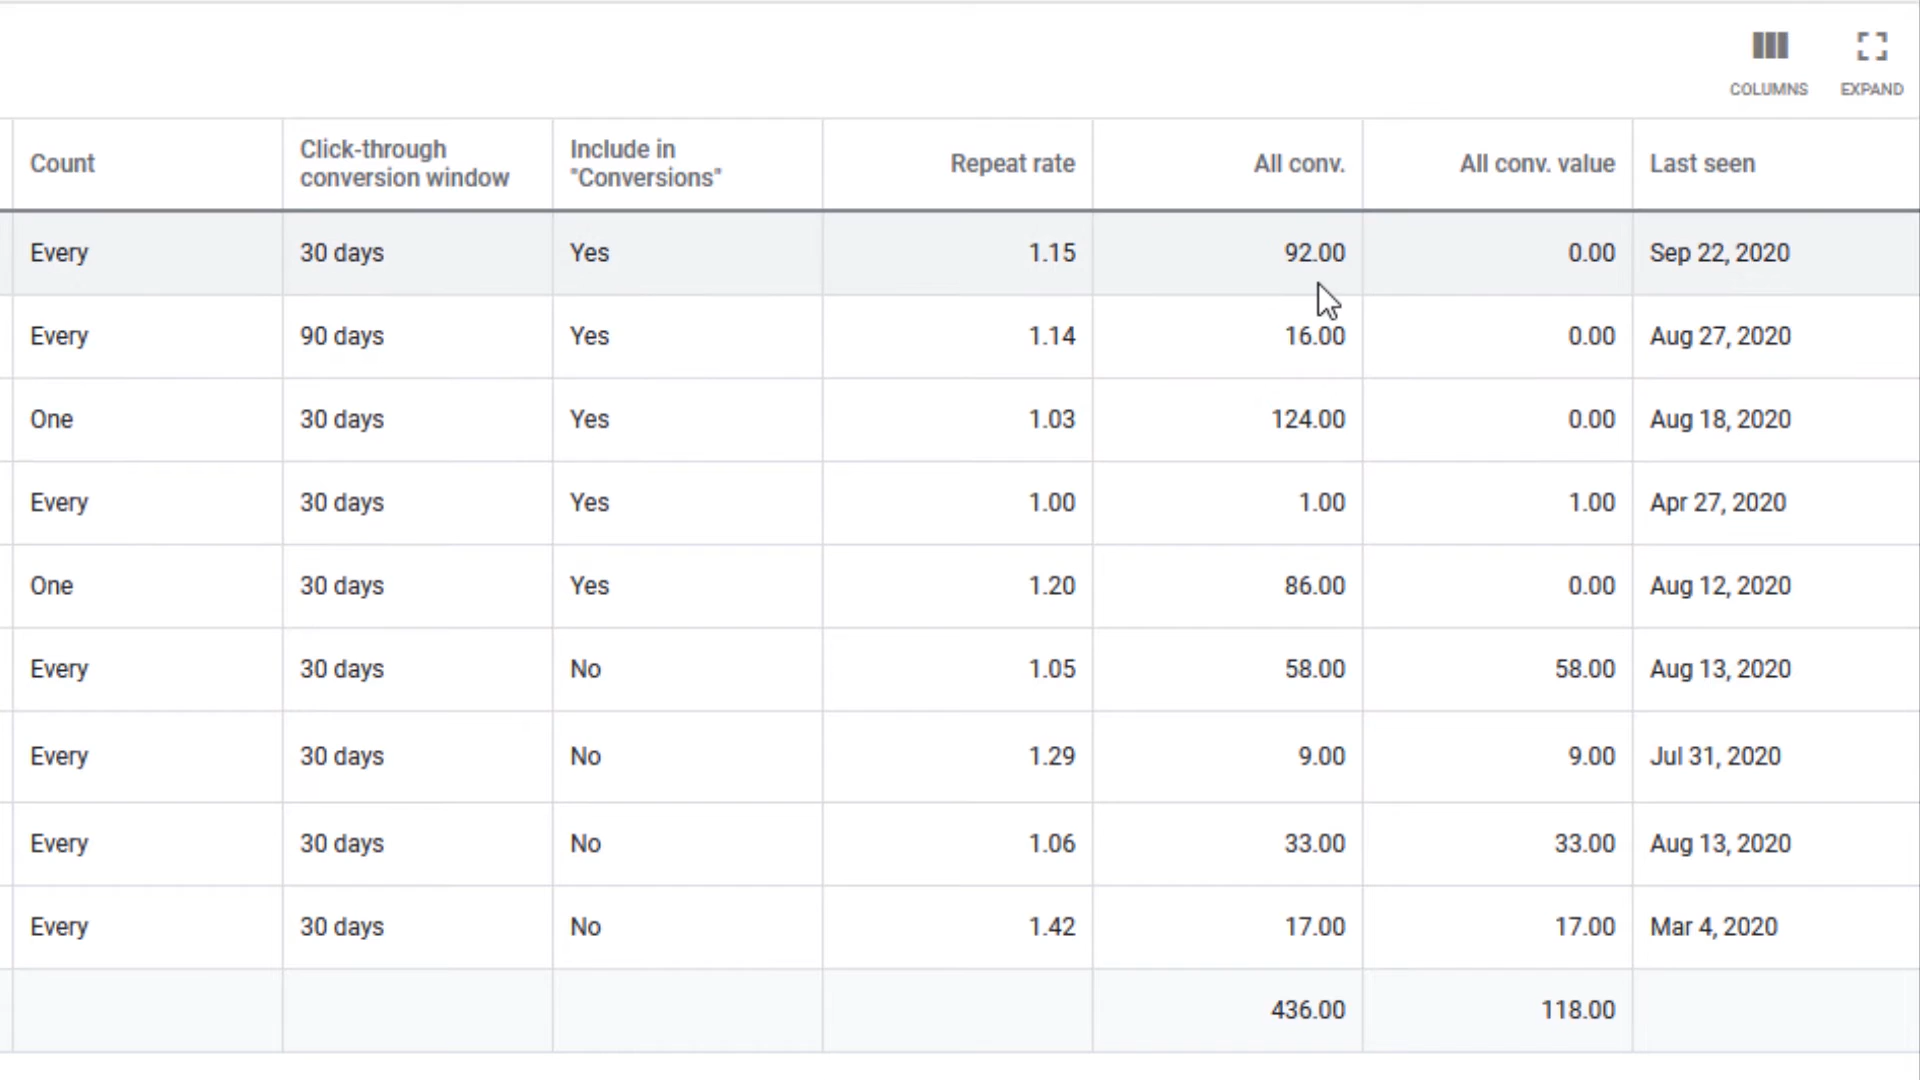 COLUMNS EXPAND
Count Click-through conversion window Include in "Conversions" Repeat rate All conv. All conv. value Last seen
Every 30 days Yes 1.15 92.00 0.00 Sep 22, 2020
Every 90 days Yes 1.14 16.00 0.00 Aug 27, 2020
One 30 days Yes 1.03 124.00 0.00 Aug 18, 2020
Every 30 days Yes 1.00 1.00 1.00 Apr 27, 2020
One 30 days Yes 1.20 86.00 0.00 Aug 12, 2020
Every 30 days No 1.05 58.00 58.00 Aug 13, 2020
Every 30 days No 1.29 9.00 9.00 Jul 31, 2020
Every 30 days No 1.06 33.00 33.00 Aug 13, 2020
Every 30 days No 1.42 17.00 17.00 Mar 4, 2020
436.00 118.00